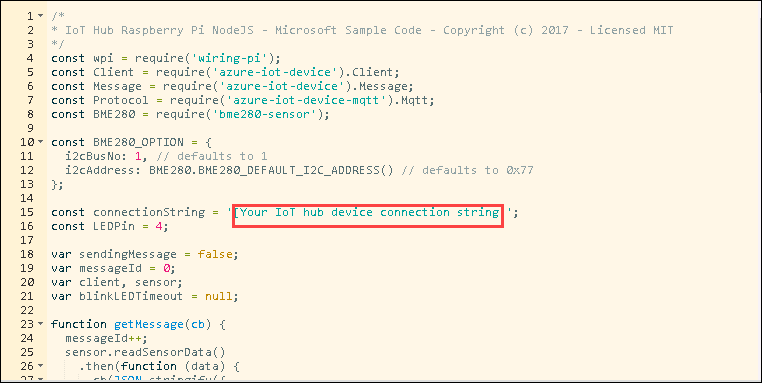 1 /*
2 * IoT Hub Raspberry Pi NodeJS - Microsoft Sample Code - Copyright (c) 2017 - Licensed MIT
3 */
4 const wpi = require('wiring-pi');
5 const Client = require('azure-iot-device').Client;
6 const Message = require('azure-iot-device').Message;
7 const Protocol = require('azure-iot-device-mqtt').Mqtt;
8 const BME280 = require('bme280-sensor');
9
10 const BME280_OPTION = {
11 i2cBusNo: 1, // defaults to 1
12 i2cAddress: BME280.BME280_DEFAULT_I2C_ADDRESS() // defaults to 0x77
13 };
14
15 const connectionString = '[Your IoT hub device connection string]';
16 const LEDPin = 4;
17
18 var sendingMessage = false;
19 var messageId = 0;
20 var client, sensor;
21 var blinkLEDTimeout = null;
22
23 function getMessage(cb) {
24 messageId++;
25 sensor.readSensorData()
26 .then(function (data) {
27 cb(JSON.stringify({